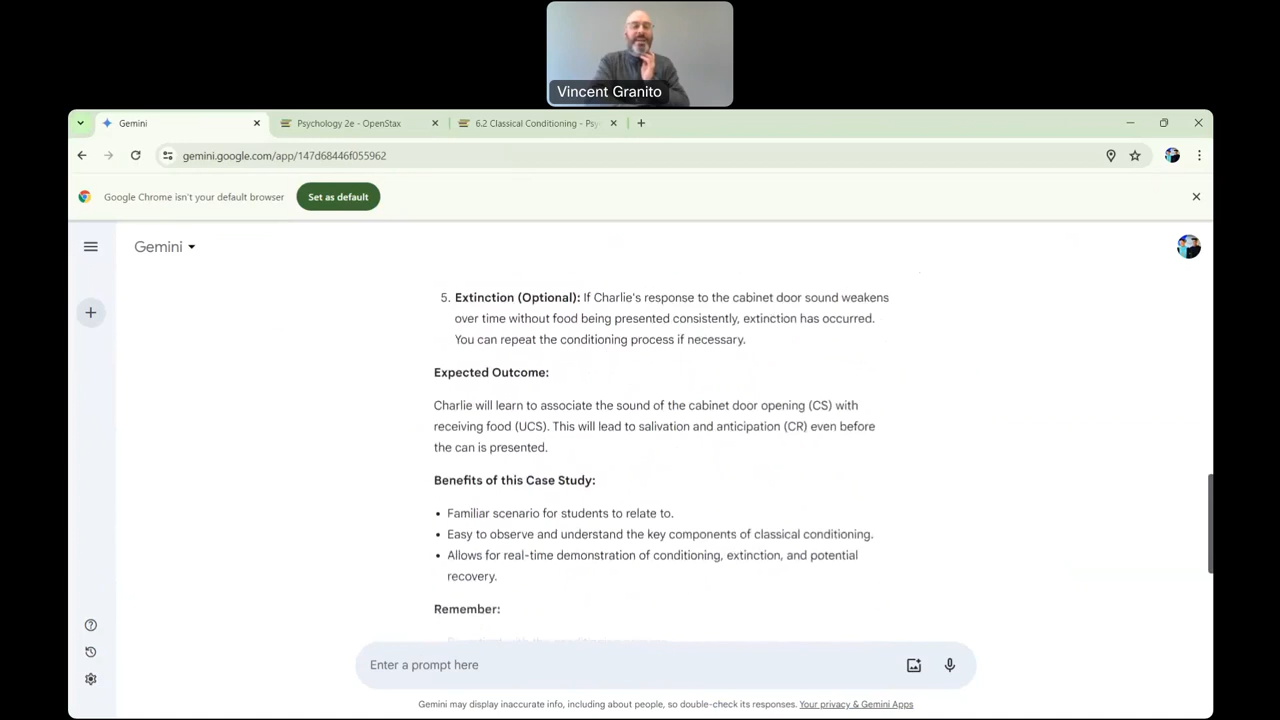 Vincent Granito
Gemini
Psychology 2e - OpenStax
6.2 Classical Conditioning - Psy
gemini.google.com/app/147d68446f055962
Google Chrome isn't your default browser
Set as default
Gemini
5. Extinction (Optional): If Charlie's response to the cabinet door sound weakens
over time without food being presented consistently, extinction has occurred.
You can repeat the conditioning process if necessary.
Expected Outcome:
Charlie will learn to associate the sound of the cabinet door opening (CS) with
receiving food (UCS). This will lead to salivation and anticipation (CR) even before
the can is presented.
Benefits of this Case Study:
• Familiar scenario for students to relate to.
• Easy to observe and understand the key components of classical conditioning.
• Allows for real-time demonstration of conditioning, extinction, and potential
recovery.
Remember:
Enter a prompt here
Gemini may display inaccurate info, including about people, so double-check its responses. Your privacy & Gemini Apps